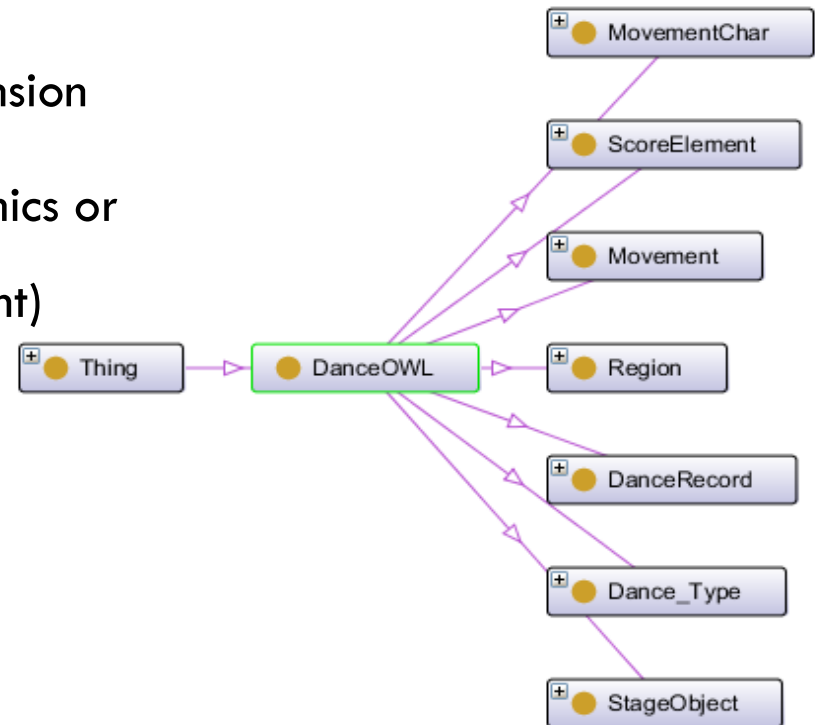 nsion
nics or
nt)
MovementChar
ScoreElement
Movement
Thing
DanceOWL
Region
DanceRecord
Dance_Type
StageObject